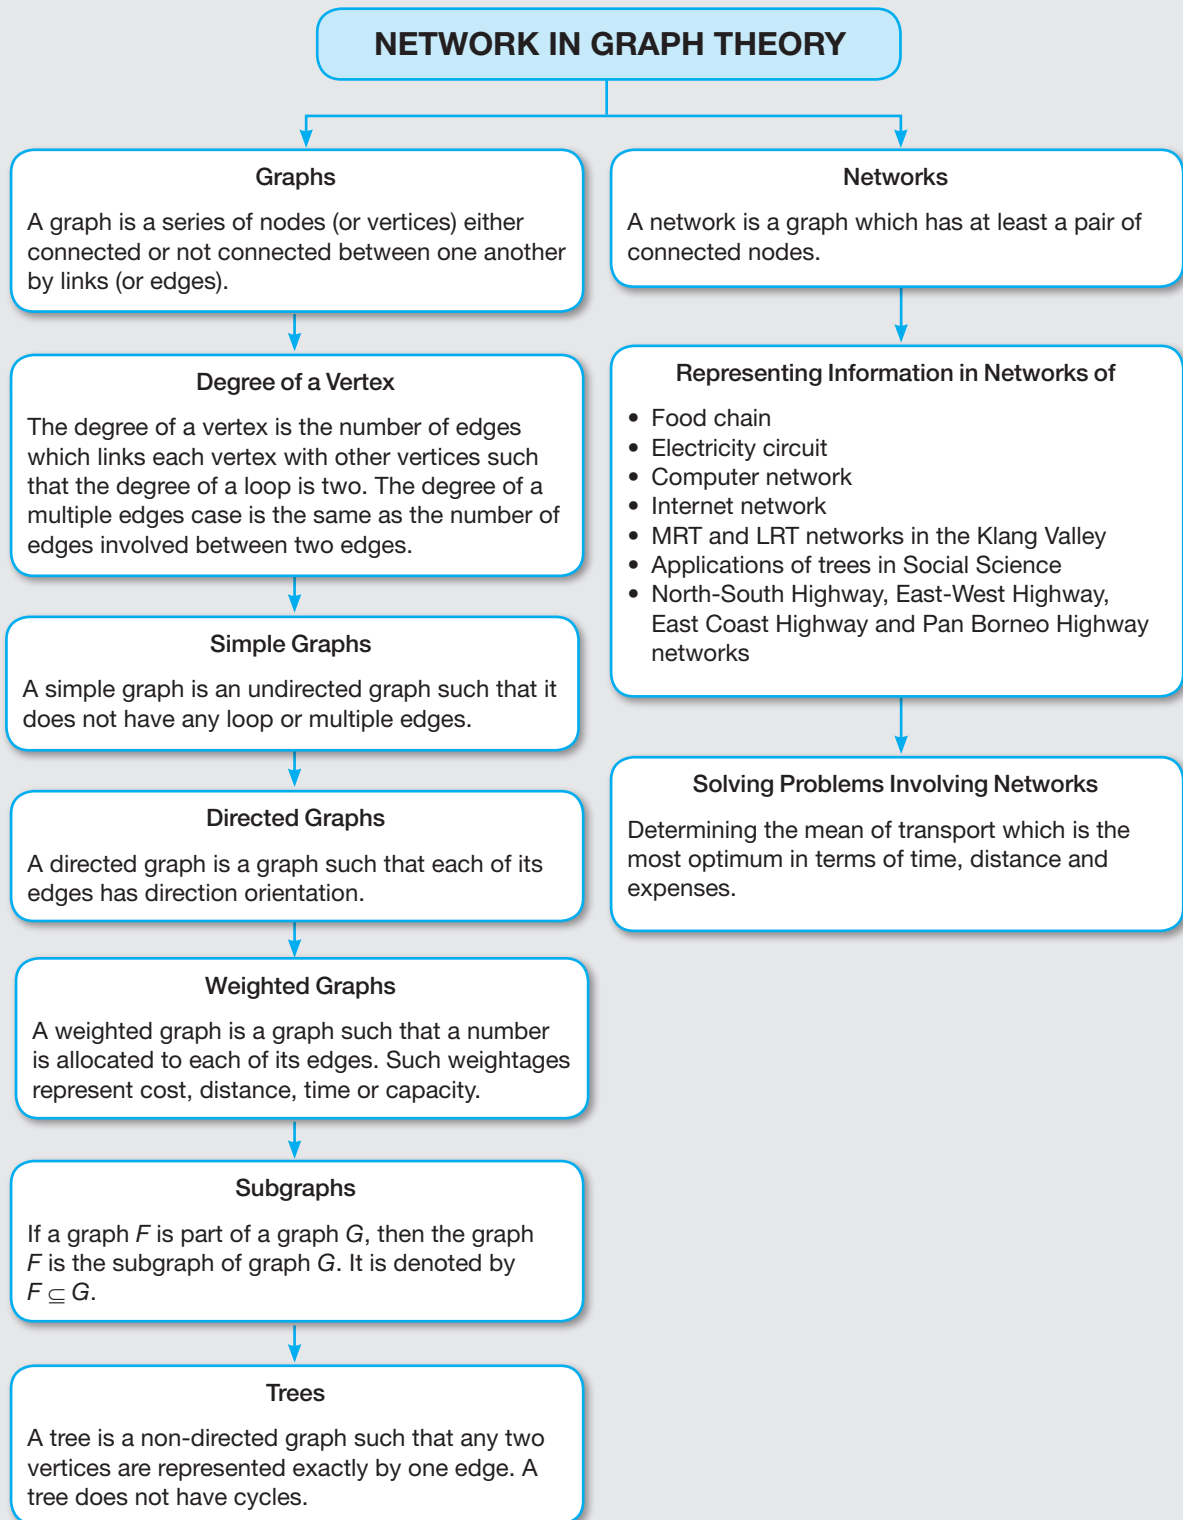 NETWORK IN GRAPH THEORY
Graphs
A graph is a series of nodes (or vertices) either
connected or not connected between one another
by links (or edges).
Degree of a Vertex
The degree of a vertex is the number of edges
which links each vertex with other vertices such
that the degree of a loop is two. The degree of a
multiple edges case is the same as the number of
edges involved between two edges.
Simple Graphs
A simple graph is an undirected graph such that it
does not have any loop or multiple edges.
Directed Graphs
A directed graph is a graph such that each of its
edges has direction orientation.
Weighted Graphs
A weighted graph is a graph such that a number
is allocated to each of its edges. Such weightages
represent cost, distance, time or capacity.
Subgraphs
If a graph F is part of a graph G, then the graph
F is the subgraph of graph G. It is denoted by
F ⊆ G.
Trees
A tree is a non-directed graph such that any two
vertices are represented exactly by one edge. A
tree does not have cycles.
Networks
A network is a graph which has at least a pair of
connected nodes.
Representing Information in Networks of
• Food chain
• Electricity circuit
• Computer network
• Internet network
• MRT and LRT networks in the Klang Valley
• Applications of trees in Social Science
• North-South Highway, East-West Highway,
East Coast Highway and Pan Borneo Highway
networks
Solving Problems Involving Networks
Determining the mean of transport which is the
most optimum in terms of time, distance and
expenses.